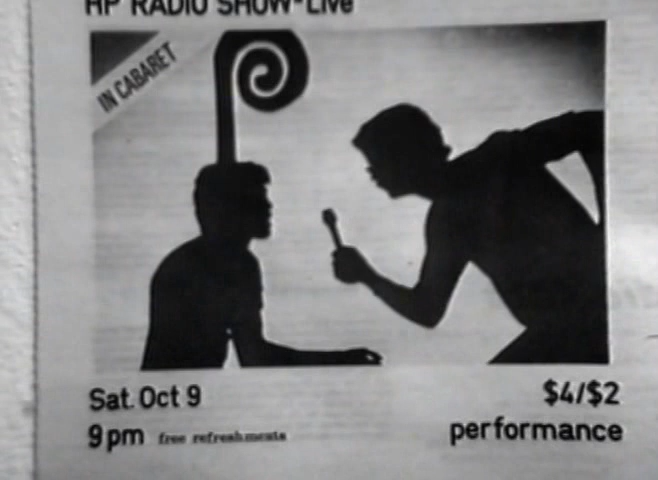 HP RADIO SHOW-Live
IN CABARET
Sat. Oct 9
$4/$2
9pm free refreshments
performance